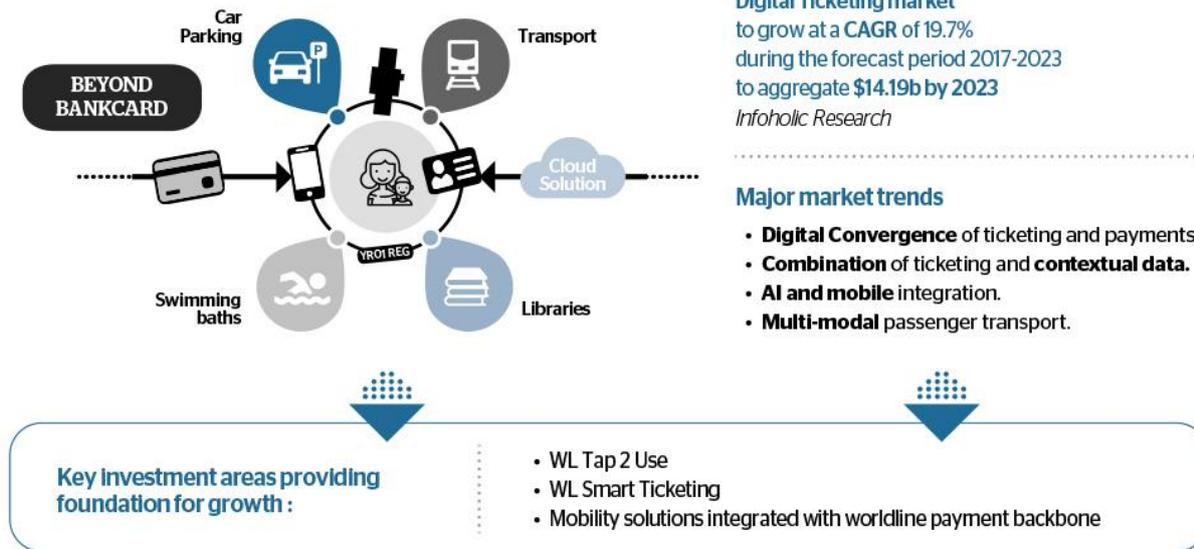 Car
Parking
Transport
BEYOND
BANKCARD
P
Cloud
Solution
YR01 REG
Swimming
baths
Libraries
Digital Ticketing market
to grow at a CAGR of 19.7%
during the forecast period 2017-2023
to aggregate $14.19b by 2023
Infoholic Research
Major market trends
• Digital Convergence of ticketing and payments
• Combination of ticketing and contextual data.
• AI and mobile integration.
• Multi-modal passenger transport.
Key investment areas providing
foundation for growth :
• WL Tap 2 Use
• WL Smart Ticketing
• Mobility solutions integrated with worldline payment backbone